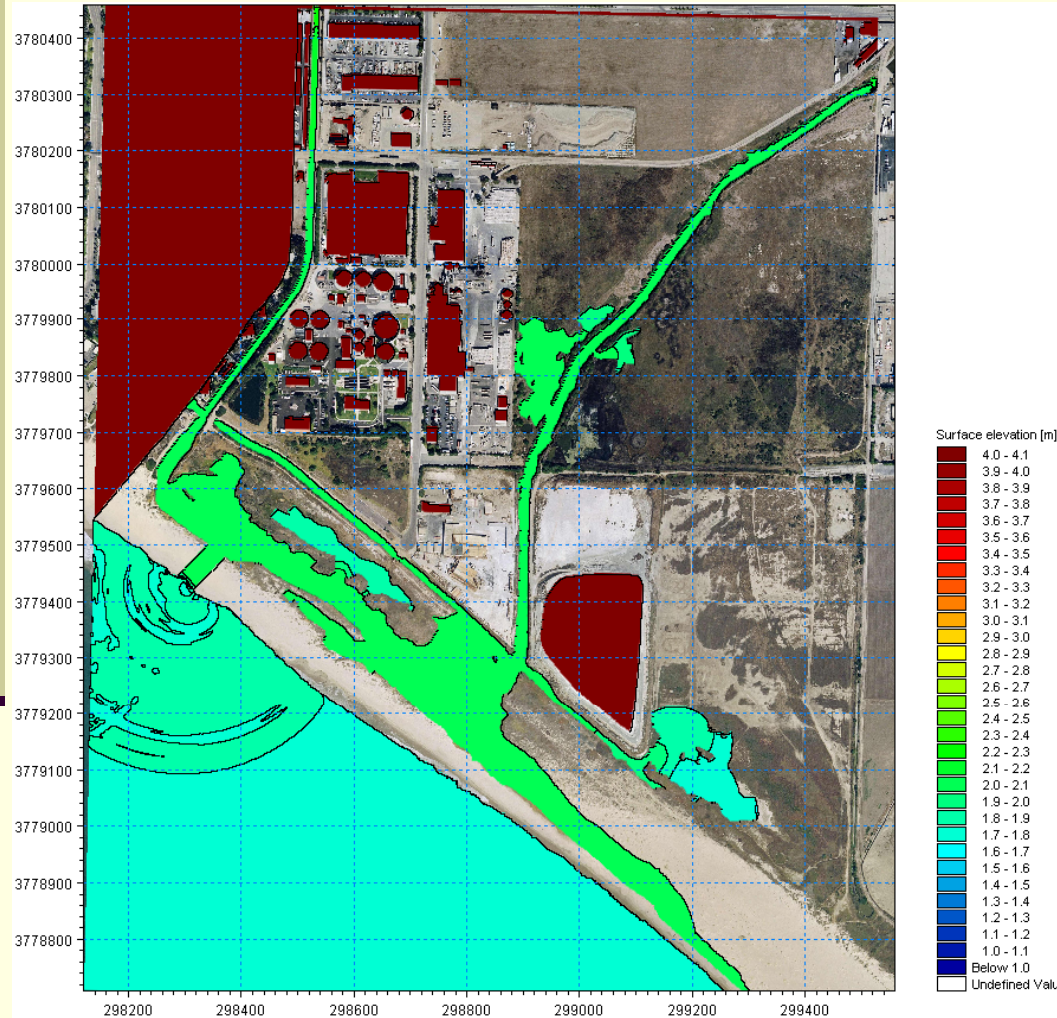 3780400
3780300
3780200
3780100
3780000
3779900
3779800
3779700
3779600
3779500
3779400
3779300
3779200
3779100
3779000
3778900
3778800
298200
298400
298600
298800
299000
299200
299400
Surface elevation [m]
4.0 - 4.1
3.9 - 4.0
3.8 - 3.9
3.7 - 3.8
3.6 - 3.7
3.5 - 3.6
3.4 - 3.5
3.3 - 3.4
3.2 - 3.3
3.1 - 3.2
3.0 - 3.1
2.9 - 3.0
2.8 - 2.9
2.7 - 2.8
2.6 - 2.7
2.5 - 2.6
2.4 - 2.5
2.3 - 2.4
2.2 - 2.3
2.1 - 2.2
2.0 - 2.1
1.9 - 2.0
1.8 - 1.9
1.7 - 1.8
1.6 - 1.7
1.5 - 1.6
1.4 - 1.5
1.3 - 1.4
1.2 - 1.3
1.1 - 1.2
1.0 - 1.1
Below 1.0
Undefined Valu